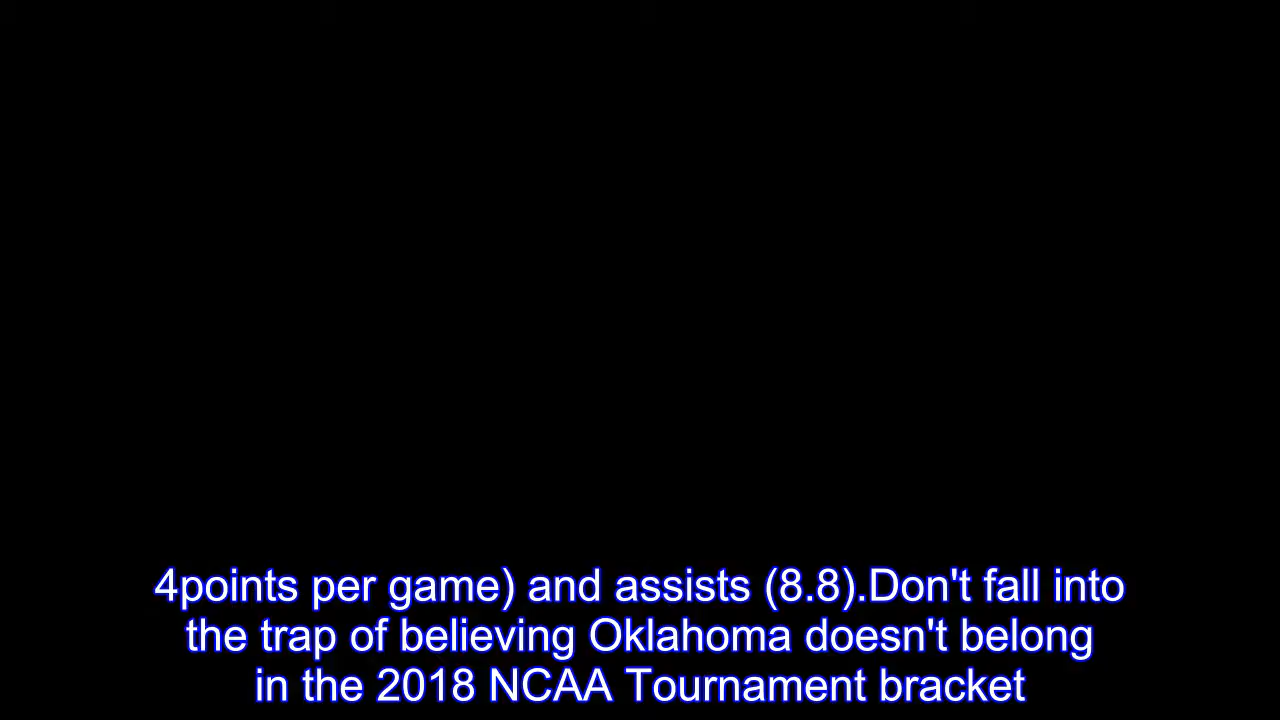 4points per game) and assists (8.8).Don't fall into
the trap of believing Oklahoma doesn't belong
in the 2018 NCAA Tournament bracket